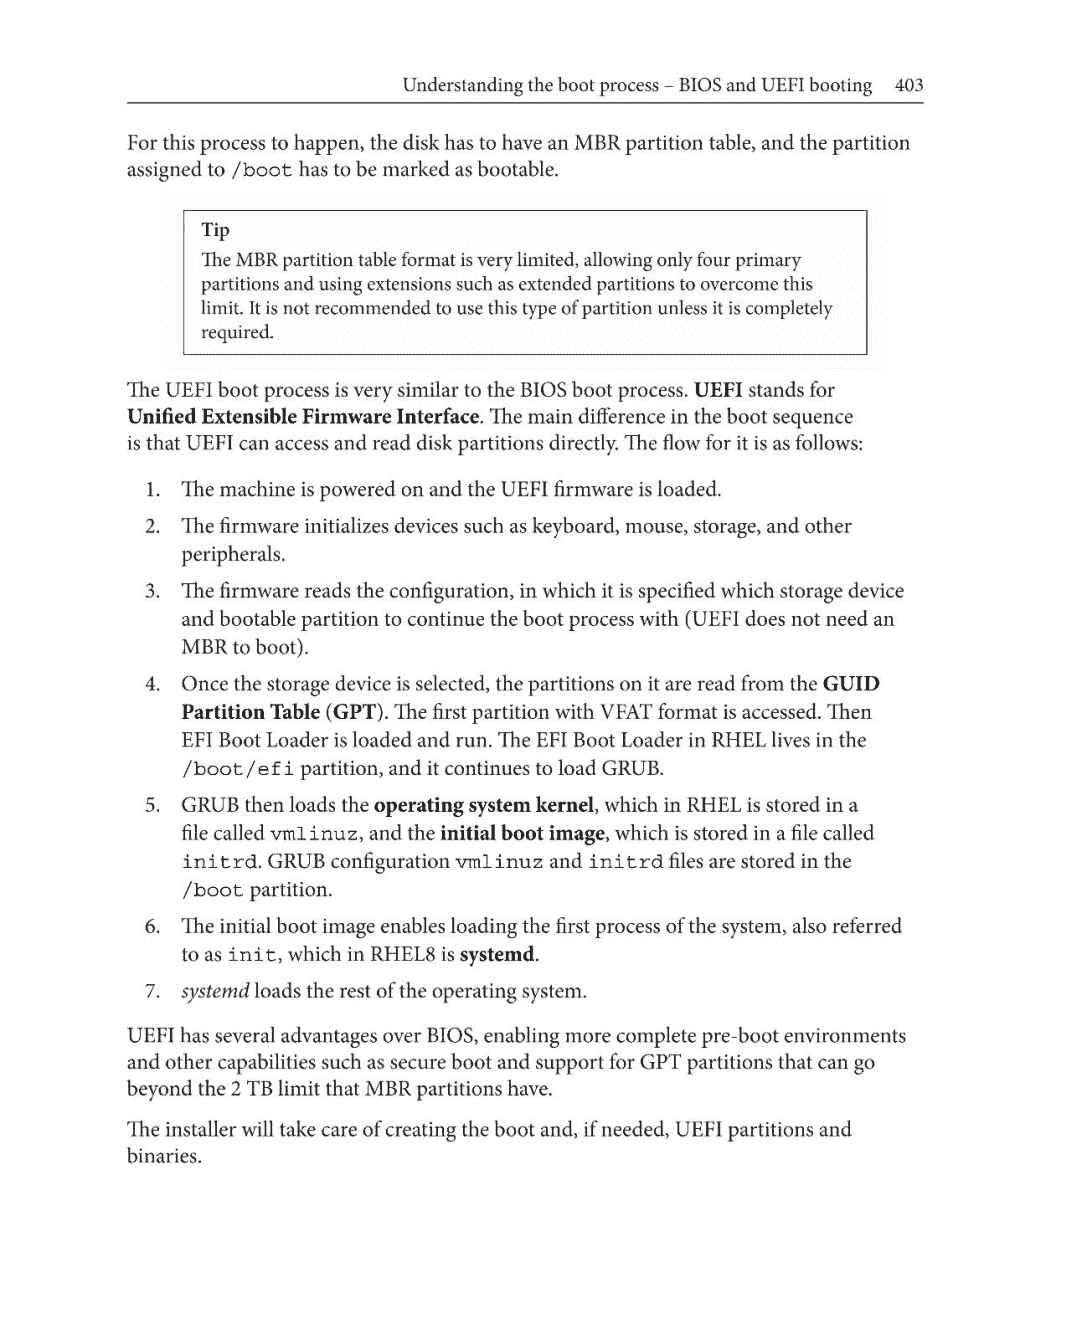 Understanding the boot process – BIOS and UEFI booting 403
For this process to happen, the disk has to have an MBR partition table, and the partition
assigned to /boot has to be marked as bootable.
Tip
The MBR partition table format is very limited, allowing only four primary
partitions and using extensions such as extended partitions to overcome this
limit. It is not recommended to use this type of partition unless it is completely
required.
The UEFI boot process is very similar to the BIOS boot process. UEFI stands for
Unified Extensible Firmware Interface. The main difference in the boot sequence
is that UEFI can access and read disk partitions directly. The flow for it is as follows:
1. The machine is powered on and the UEFI firmware is loaded.
2. The firmware initializes devices such as keyboard, mouse, storage, and other
peripherals.
3. The firmware reads the configuration, in which it is specified which storage device
and bootable partition to continue the boot process with (UEFI does not need an
MBR to boot).
4. Once the storage device is selected, the partitions on it are read from the GUID
Partition Table (GPT). The first partition with VFAT format is accessed. Then
EFI Boot Loader is loaded and run. The EFI Boot Loader in RHEL lives in the
/boot/efi partition, and it continues to load GRUB.
5. GRUB then loads the operating system kernel, which in RHEL is stored in a
file called vmlinuz, and the initial boot image, which is stored in a file called
initrd. GRUB configuration vmlinuz and initrd files are stored in the
/boot partition.
6. The initial boot image enables loading the first process of the system, also referred
to as init, which in RHEL8 is systemd.
7. systemd loads the rest of the operating system.
UEFI has several advantages over BIOS, enabling more complete pre-boot environments
and other capabilities such as secure boot and support for GPT partitions that can go
beyond the 2 TB limit that MBR partitions have.
The installer will take care of creating the boot and, if needed, UEFI partitions and
binaries.